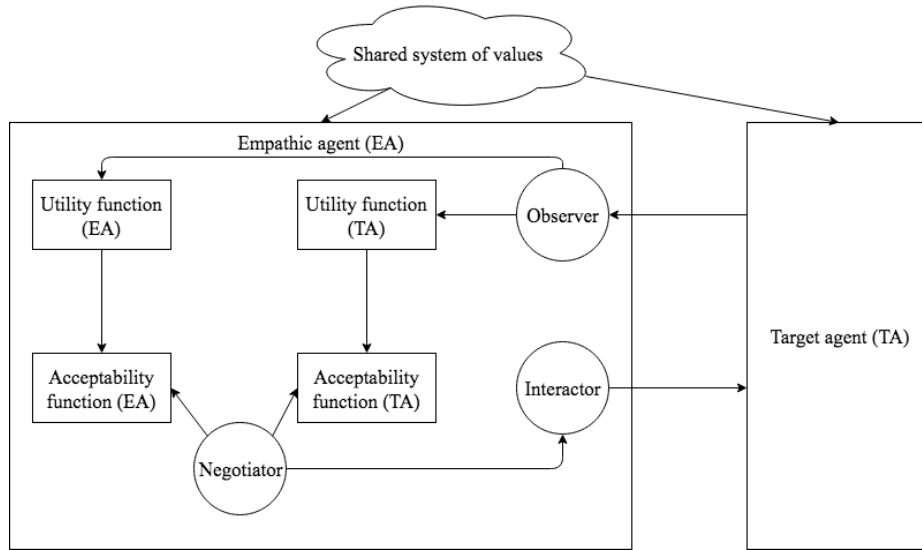 Shared system of values
Empathic agent (EA)
Utility function
(EA)
Utility function
(TA)
Observer
Target agent (TA)
Acceptability
function (EA)
Acceptability
function (TA)
Interactor
Negotiator